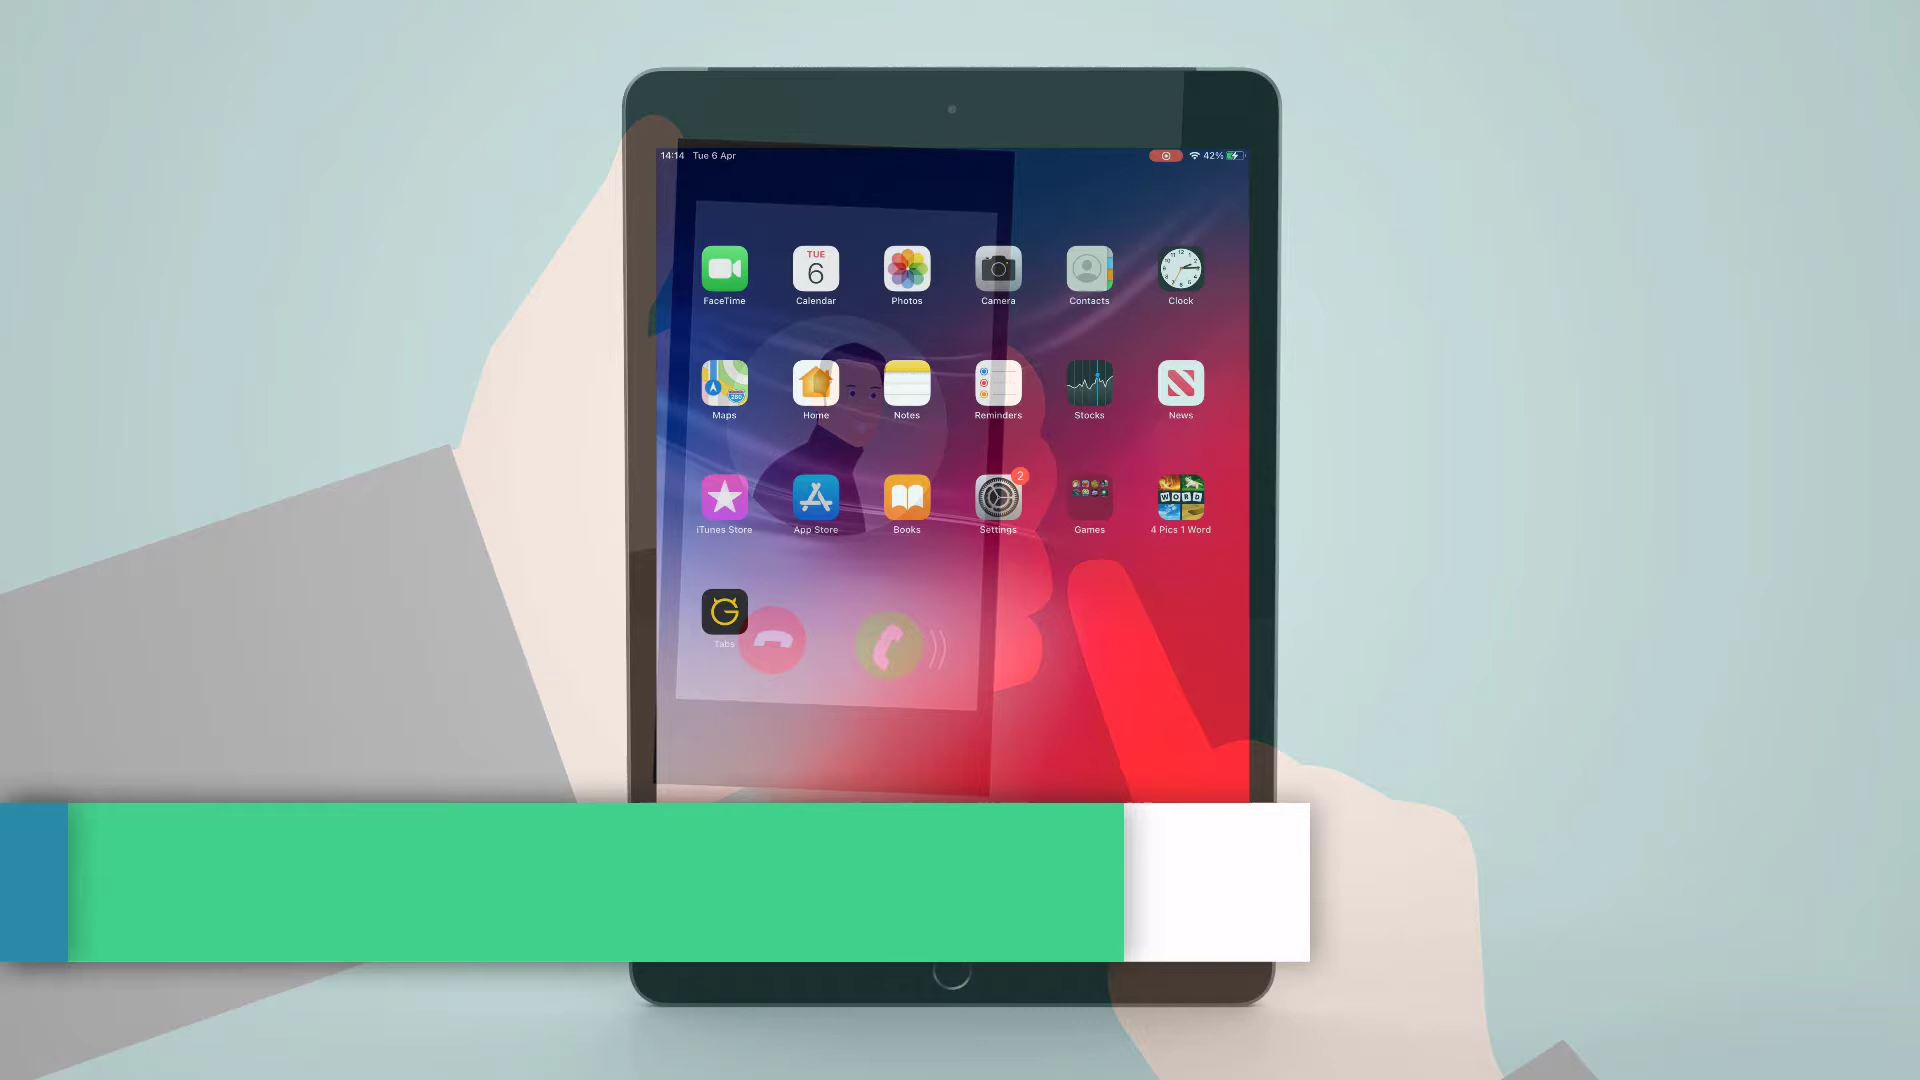 14:14 Tue 6 Apr 42%
TUE
6
FaceTime Calendar Photos Camera Contacts Clock
280
Maps Home Notes Reminders Stocks News
2
WORD
iTunes Store App Store Books Settings Games 4 Pics 1 Word
Tabs